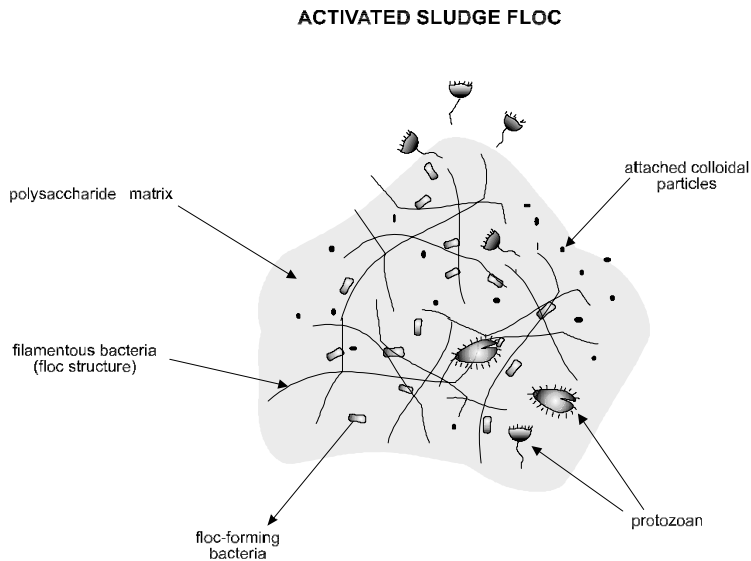 ACTIVATED SLUDGE FLOC
attached colloidal
particles
polysaccharide matrix
filamentous bacteria
(floc structure)
protozoan
floc-forming
bacteria